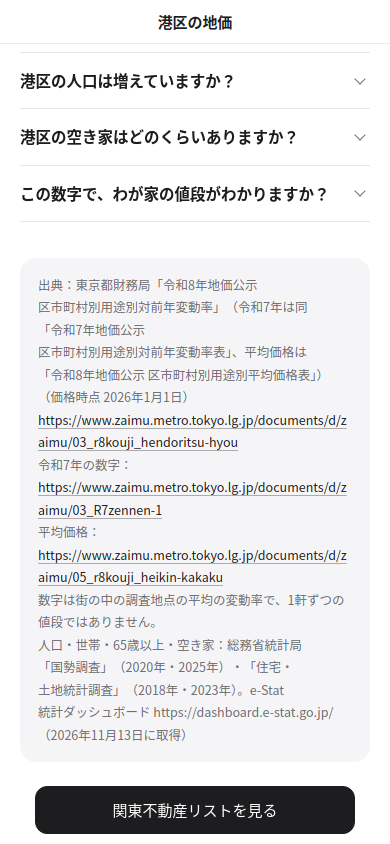 港区の地価
港区の人口は増えていますか？
港区の空き家はどのくらいありますか？
この数字で、わが家の値段がわかりますか？
出典：東京都財務局「令和8年地価公示
区市町村別用途別対前年変動率」（令和7年は同
「令和7年地価公示
区市町村別用途別対前年変動率表」、平均価格は
「令和8年地価公示 区市町村別用途別平均価格表」）
（価格時点 2026年1月1日）
https://www.zaimu.metro.tokyo.lg.jp/documents/d/z
aimu/03_r8kouji_hendoritsu-hyou
令和7年の数字：
https://www.zaimu.metro.tokyo.lg.jp/documents/d/z
aimu/03_R7zennen-1
平均価格：
https://www.zaimu.metro.tokyo.lg.jp/documents/d/z
aimu/05_r8kouji_heikin-kakaku
数字は街の中の調査地点の平均の変動率で、1軒ずつの
値段ではありません。
人口・世帯・65歳以上・空き家：総務省統計局
「国勢調査」（2020年・2025年）・「住宅・
土地統計調査」（2018年・2023年）。e-Stat
統計ダッシュボード https://dashboard.e-stat.go.jp/
（2026年11月13日に取得）
関東不動産リストを見る